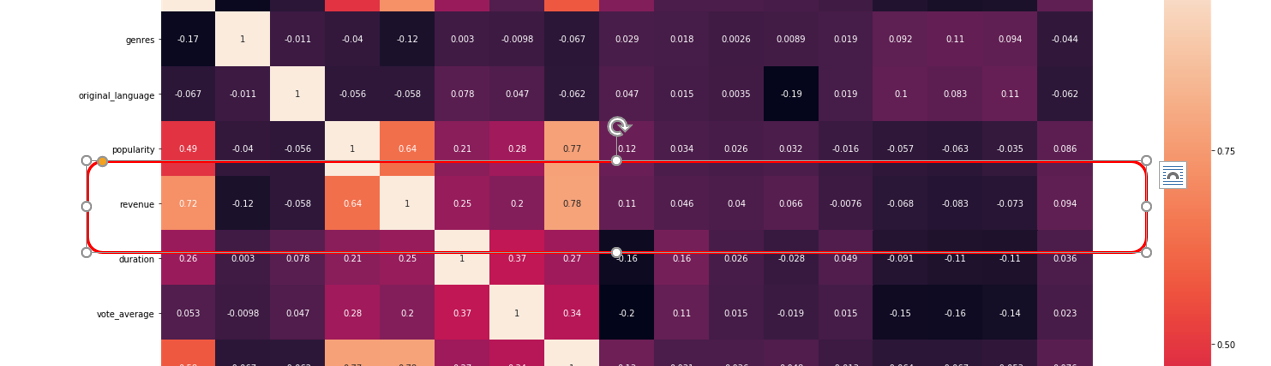 genres -0.17 1 -0.011 -0.04 -0.12 0.003 -0.0098 -0.067 0.029 0.018 0.0026 0.0089 0.019 0.092 0.11 0.094 -0.044
original_language -0.067 -0.011 1 -0.056 -0.058 0.078 0.047 -0.062 0.047 0.015 0.0035 -0.19 0.019 0.1 0.083 0.11 -0.062
popularity 0.49 -0.04 -0.056 1 0.64 0.21 0.28 0.77 0.12 0.034 0.026 0.032 -0.016 -0.057 -0.063 -0.035 0.086 0.75
revenue 0.72 -0.12 -0.058 0.64 1 0.25 0.2 0.78 0.11 0.046 0.04 0.066 -0.0076 -0.068 -0.083 -0.073 0.094
duration 0.26 0.003 0.078 0.21 0.25 1 0.37 0.27 -0.16 0.16 0.026 -0.028 0.049 -0.091 -0.11 -0.11 0.036
vote_average 0.053 -0.0098 0.047 0.28 0.2 0.37 1 0.34 -0.2 0.11 0.015 -0.019 0.015 -0.15 -0.16 -0.14 0.023
0.50